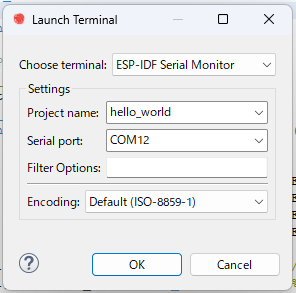 Launch Terminal
Choose terminal: ESP-IDF Serial Monitor
Settings
Project name: hello_world
Serial port: COM12
Filter Options:
Encoding: Default (ISO-8859-1)
OK Cancel